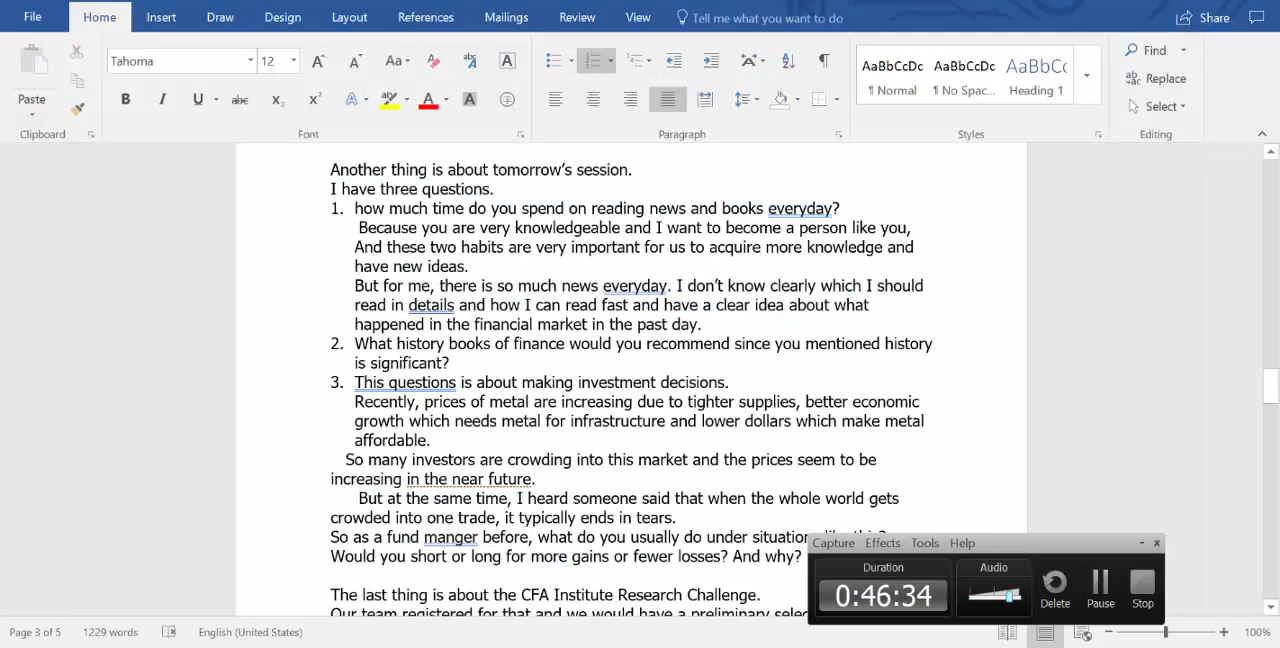 File Home Insert Draw Design Layout References Mailings Review View Tell me what you want to do Share
Tahoma 12 Aa AaBbCcDc AaBbCcDc AaBbCc Find
Replace
Paste B I U abc X₂ X² A ¶ Normal ¶ No Spac... Heading 1 Select
Clipboard Font Paragraph Styles Editing
Another thing is about tomorrow’s session.
I have three questions.
1. how much time do you spend on reading news and books everyday?
Because you are very knowledgeable and I want to become a person like you,
And these two habits are very important for us to acquire more knowledge and
have new ideas.
But for me, there is so much news everyday. I don’t know clearly which I should
read in details and how I can read fast and have a clear idea about what
happened in the financial market in the past day.
2. What history books of finance would you recommend since you mentioned history
is significant?
3. This questions is about making investment decisions.
Recently, prices of metal are increasing due to tighter supplies, better economic
growth which needs metal for infrastructure and lower dollars which make metal
affordable.
So many investors are crowding into this market and the prices seem to be
increasing in the near future.
But at the same time, I heard someone said that when the whole world gets
crowded into one trade, it typically ends in tears.
So as a fund manger before, what do you usually do under situation
Would you short or long for more gains or fewer losses? And why?
The last thing is about the CFA Institute Research Challenge.
Our team registered for that and we would have a preliminary
Capture Effects Tools Help
Duration Audio
0:46:34 Delete Pause Stop
Page 3 of 5 1229 words English (United States) 100%